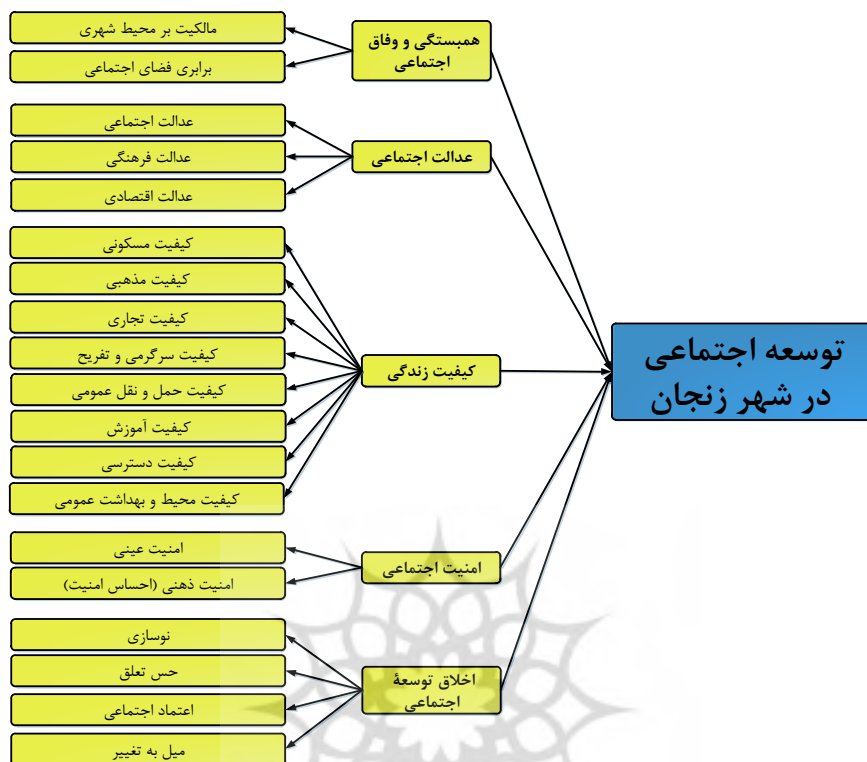 توسعه اجتماعی
در شهر زنجان
همبستگی و وفاق
اجتماعی
مالکیت بر محیط شهری
برابری فضای اجتماعی
عدالت اجتماعی
عدالت اجتماعی
عدالت فرهنگی
عدالت اقتصادی
کیفیت زندگی
کیفیت مسکونی
کیفیت مذهبی
کیفیت تجاری
کیفیت سرگرمی و تفریح
کیفیت حمل و نقل عمومی
کیفیت آموزش
کیفیت دسترسی
کیفیت محیط و بهداشت عمومی
امنیت اجتماعی
امنیت عینی
امنیت ذهنی (احساس امنیت)
اخلاق توسعۀ
اجتماعی
نوسازی
حس تعلق
اعتماد اجتماعی
میل به تغییر